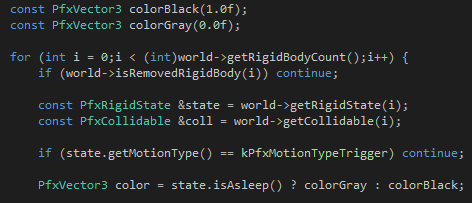 const PfxVector3 colorBlack(1.0f);
const PfxVector3 colorGray(0.0f);
for (int i = 0;i < (int)world->getRigidBodyCount();i++) {
if (world->isRemovedRigidBody(i)) continue;
const PfxRigidState &state = world->getRigidState(i);
const PfxCollidable &coll = world->getCollidable(i);
if (state.getMotionType() == kPfxMotionTypeTrigger) continue;
PfxVector3 color = state.isAsleep() ? colorGray : colorBlack;